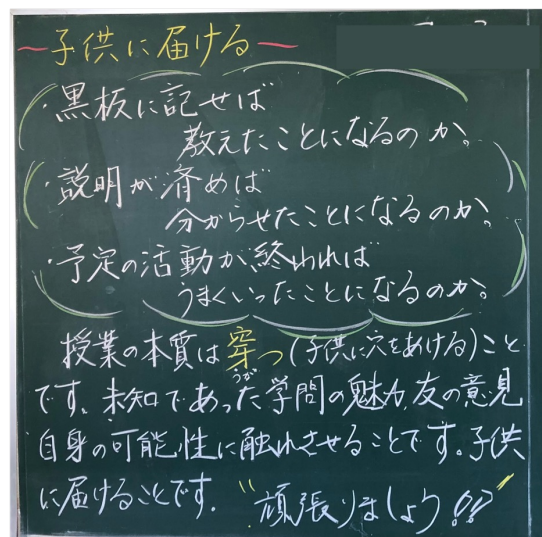 ～子供に届ける～
・黒板に記せば
教えたことになるのか。
・説明が済めば
分からせたことになるのか。
・予定の活動が終われば
うまくいったことになるのか。
授業の本質は穿つ(子供に穴をあける)こと
うが
です。未知であった学問の魅力、友の意見
自身の可能性に触れさせることです。子供
に届けることです。"頑張りましょう!!"